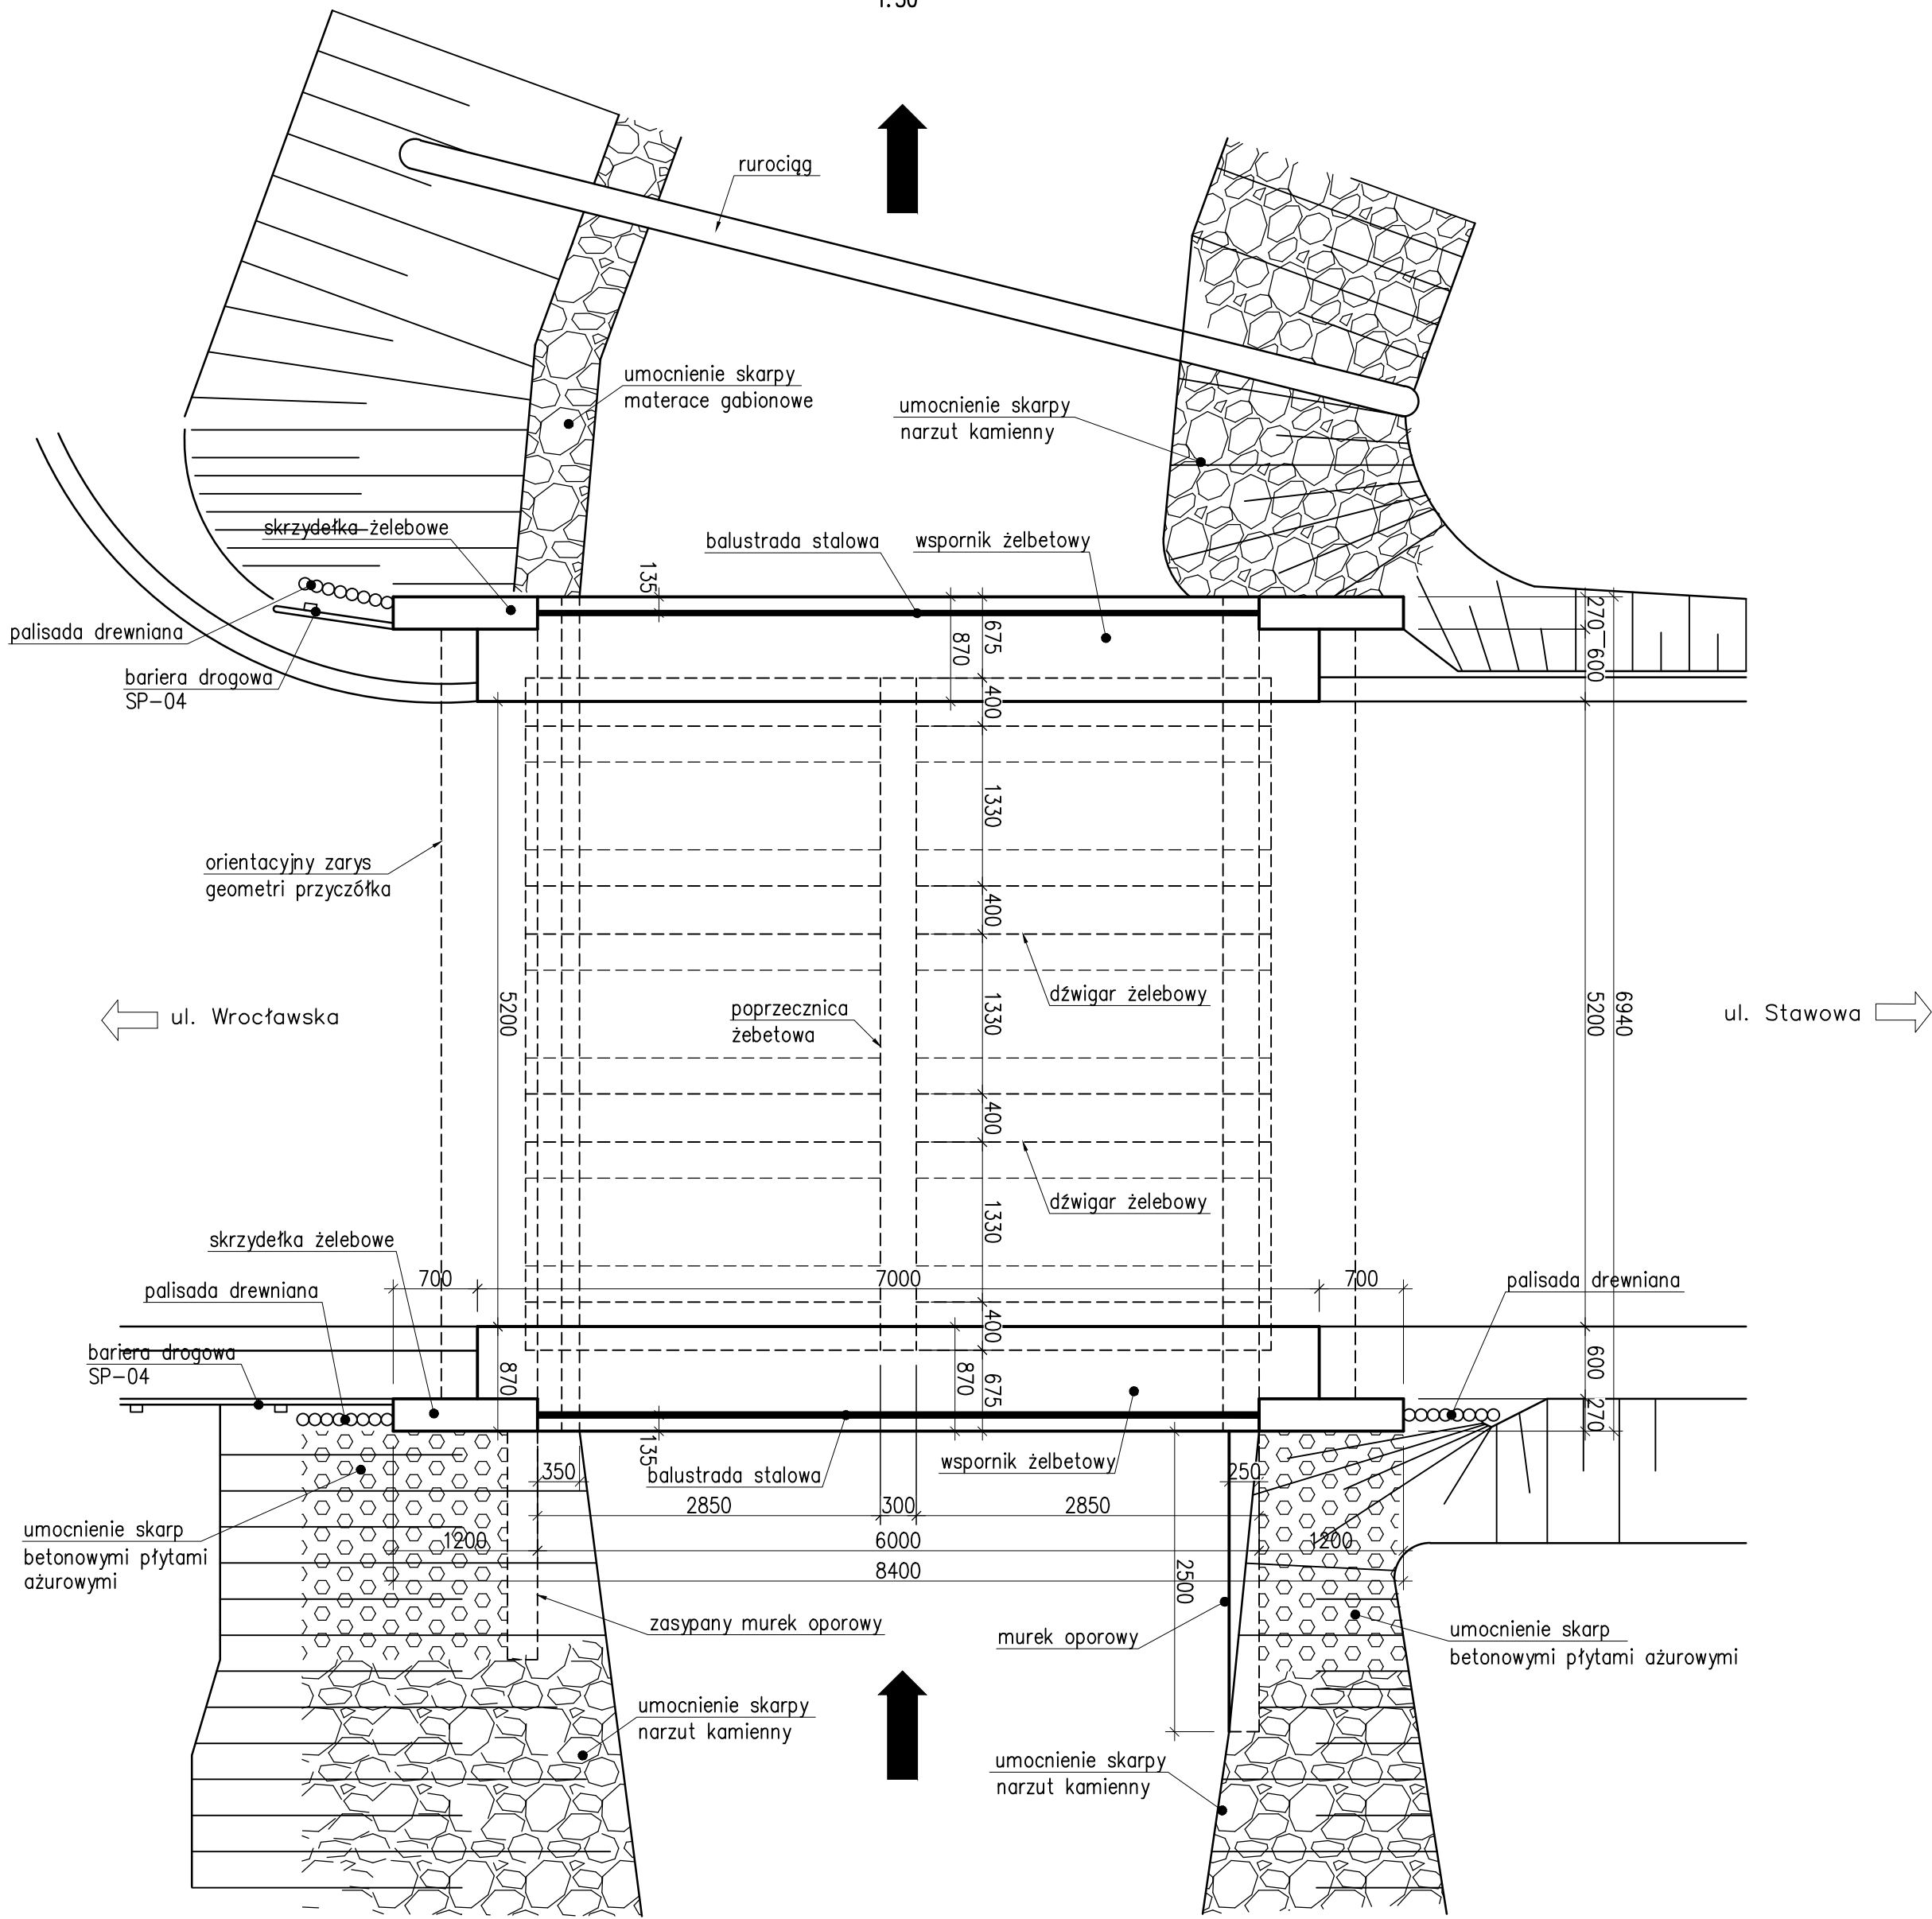 1:50
rurociąg
umocnienie skarpy
materace gabionowe
umocnienie skarpy
narzut kamienny
skrzydełka żelebowe
balustrada stalowa
wspornik żelbetowy
135
palisada drewniana
bariera drogowa
SP-04
870
675
270
600
400
1330
orientacyjny zarys
geometri przyczółka
400
dźwigar żelebowy
ul. Wrocławska
5200
poprzecznica
żebetowa
1330
5200
6940
ul. Stawowa
400
dźwigar żelebowy
1330
skrzydełka żelebowe
palisada drewniana
700
7000
700
palisada drewniana
400
bariera drogowa
SP-04
870
870
675
600
270
135
350
balustrada stalowa
wspornik żelbetowy
250
2850
300
2850
umocnienie skarp
betonowymi płytami
ażurowymi
1200
6000
1200
8400
2500
zasypany murek oporowy
murek oporowy
umocnienie skarp
betonowymi płytami ażurowymi
umocnienie skarpy
narzut kamienny
umocnienie skarpy
narzut kamienny